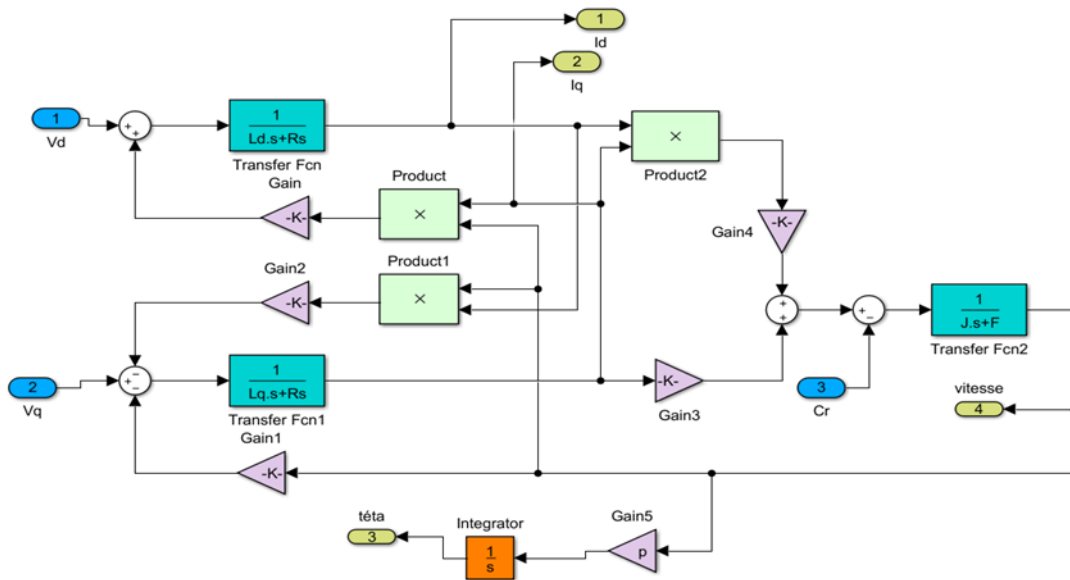 1
Id
2
Iq
1
Vd
+
+
1
Ld.s+Rs
Transfer Fcn
Gain
-K-
Product
×
×
Product2
-K-
Gain4
Gain2
-K-
Product1
×
+
+
+
−
1
J.s+F
Transfer Fcn2
2
Vq
+
−
−
1
Lq.s+Rs
Transfer Fcn1
Gain1
-K-
-K-
Gain3
3
Cr
vitesse
4
téta
3
Integrator
1
s
Gain5
p